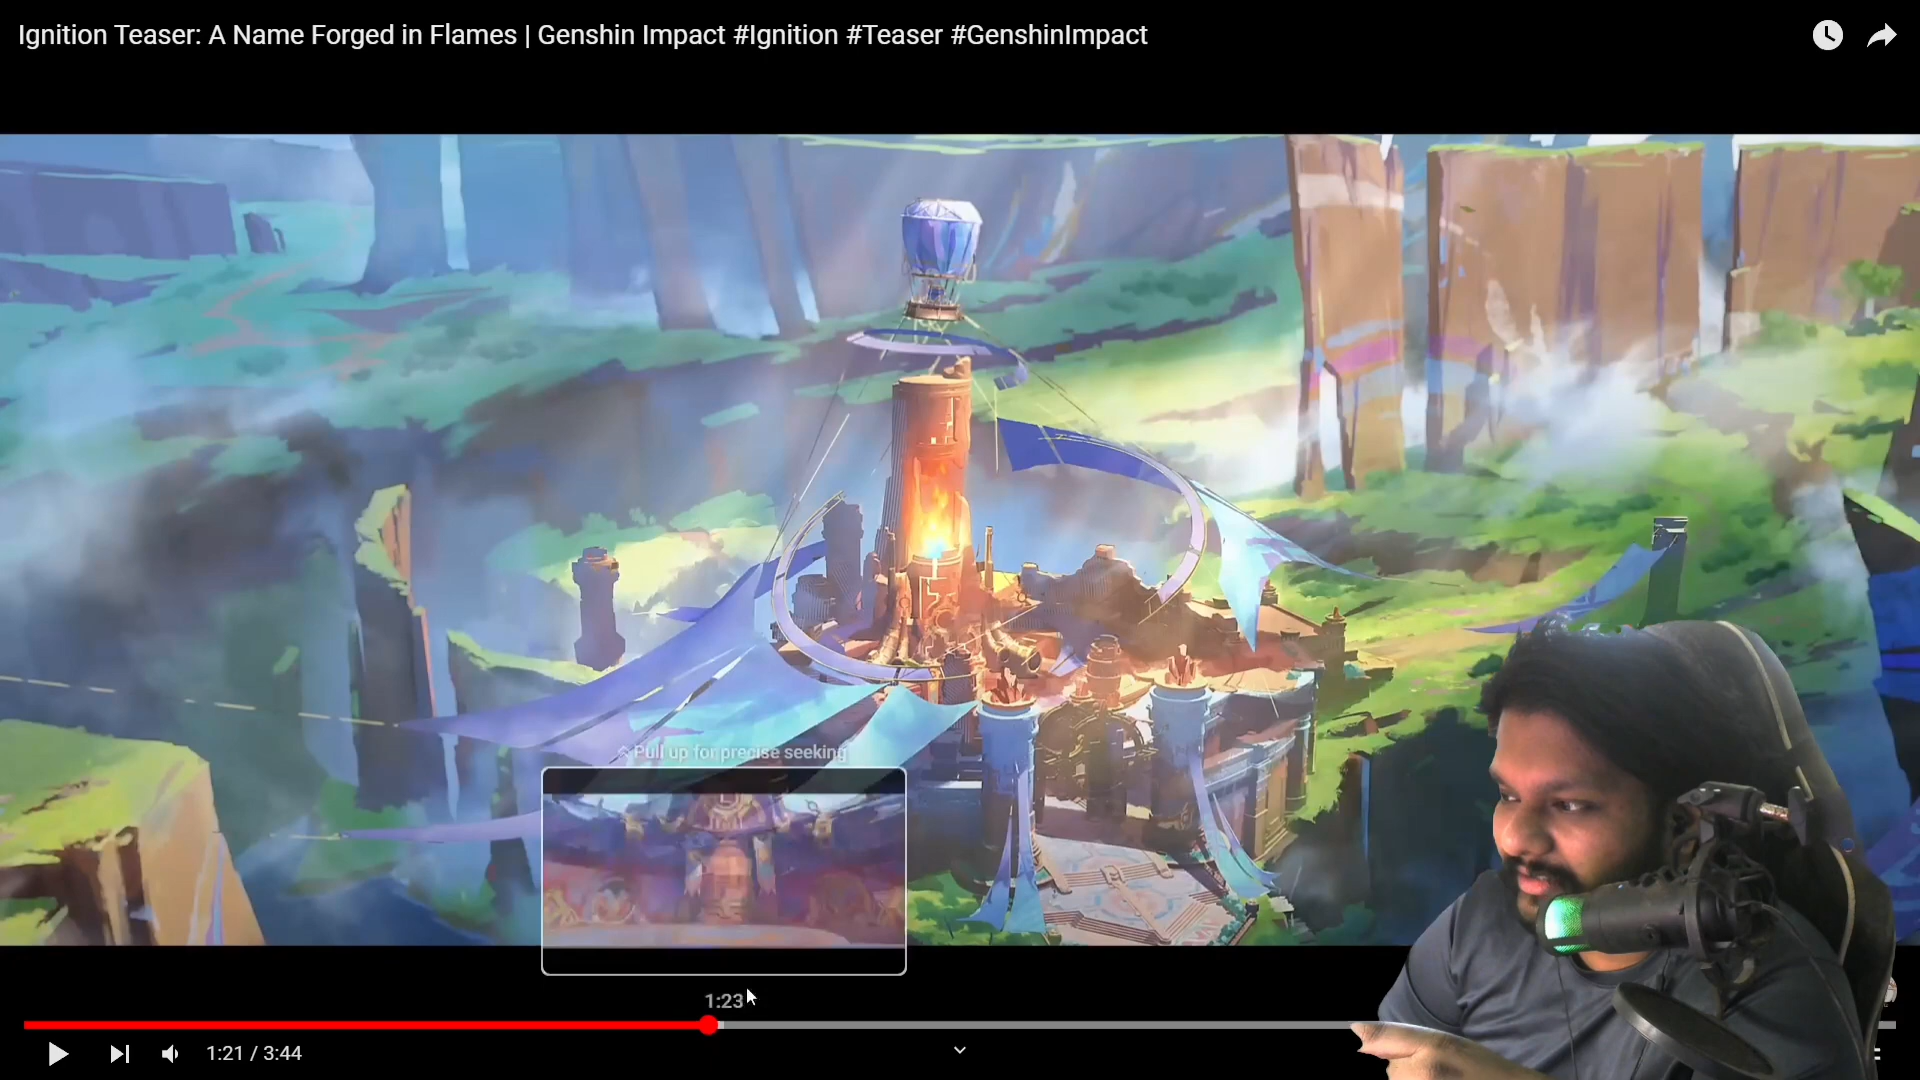 Ignition Teaser: A Name Forged in Flames | Genshin Impact #Ignition #Teaser #GenshinImpact
Pull up for precise seeking
1:23
1:21 / 3:44